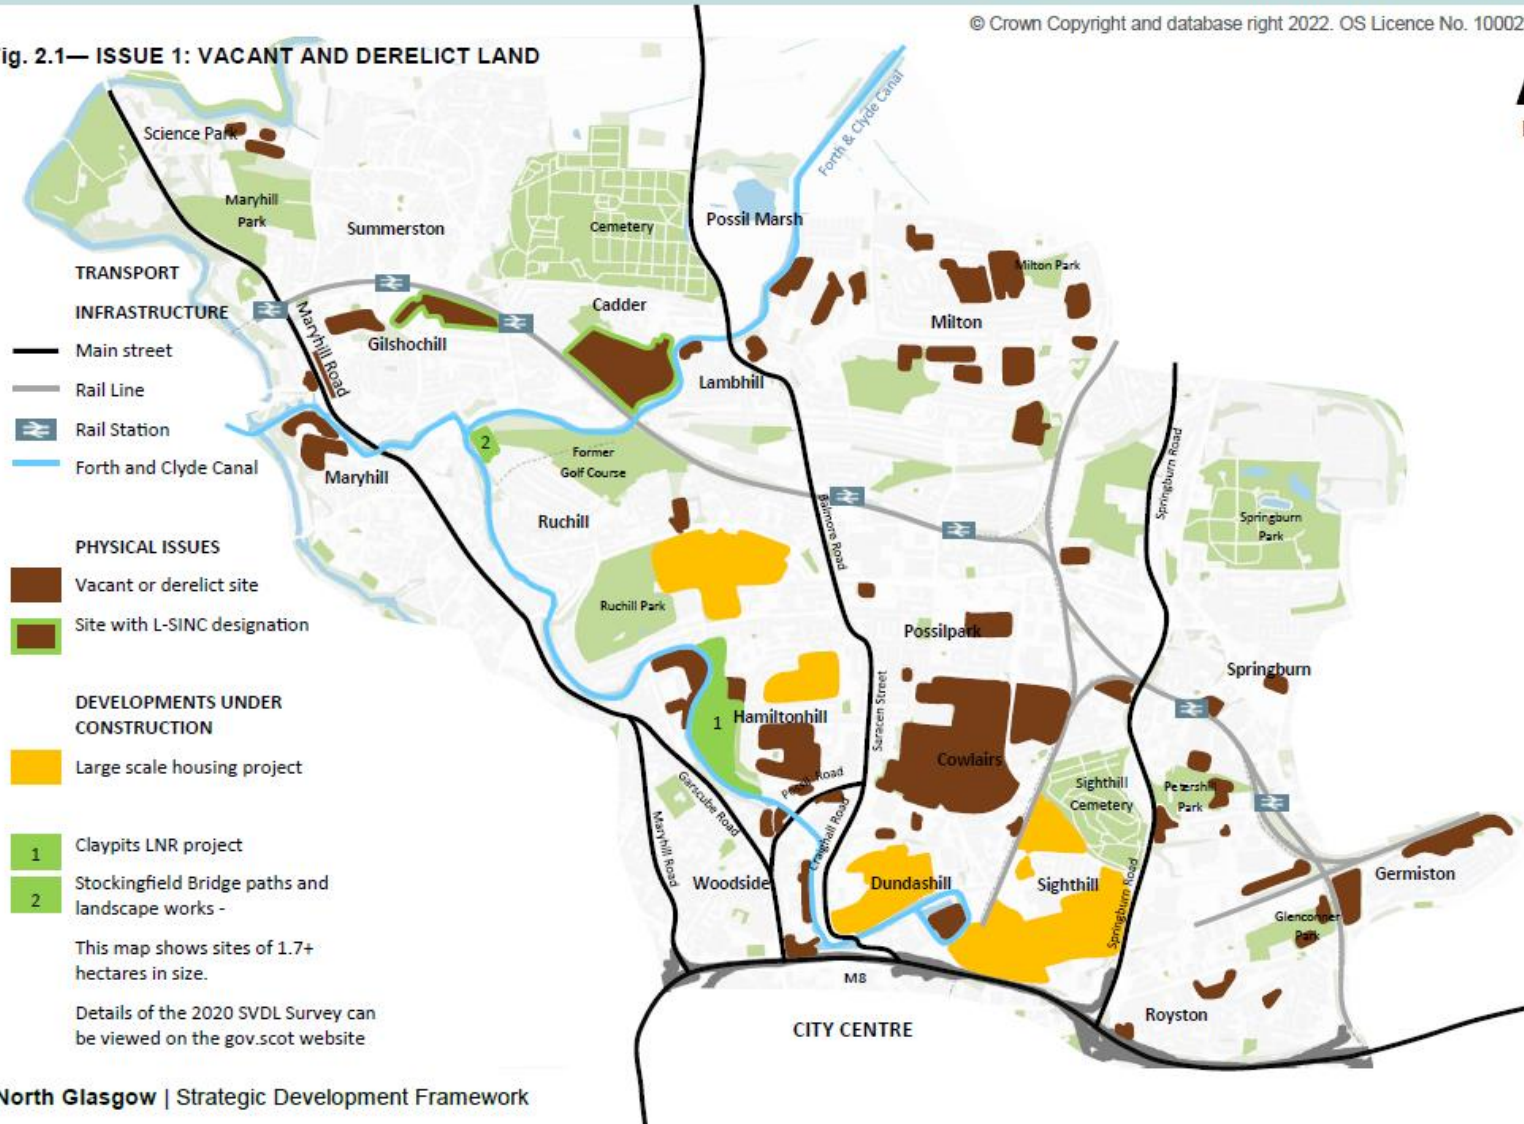 © Crown Copyright and database right 2022. OS Licence No. 10002
ig. 2.1— ISSUE 1: VACANT AND DERELICT LAND
Forth & Clyde Canal
Science Park
Maryhill
Park
Summerston
Cemetery
Possil Marsh
Milton Park
TRANSPORT
INFRASTRUCTURE
Main street
Rail Line
Rail Station
Forth and Clyde Canal
Maryhill Road
Gilshochill
Cadder
Lambhill
Milton
Maryhill
2
Former
Golf Course
Ruchill
Balmore Road
Springburn Road
Springburn
Park
PHYSICAL ISSUES
Vacant or derelict site
Site with L-SINC designation
Ruchill Park
Possilpark
Springburn
DEVELOPMENTS UNDER
CONSTRUCTION
Large scale housing project
1
Hamiltonhill
Saracen Street
Cowlairs
Possil Road
Garscube Road
Craighall Road
Maryhill Road
Sighthill
Cemetery
Petershill
Park
1
Claypits LNR project
2
Stockingfield Bridge paths and
landscape works -
This map shows sites of 1.7+
hectares in size.
Details of the 2020 SVDL Survey can
be viewed on the gov.scot website
Woodside
Dundashill
Sighthill
Springburn Road
Germiston
Glenconner
Park
M8
Royston
CITY CENTRE
North Glasgow | Strategic Development Framework